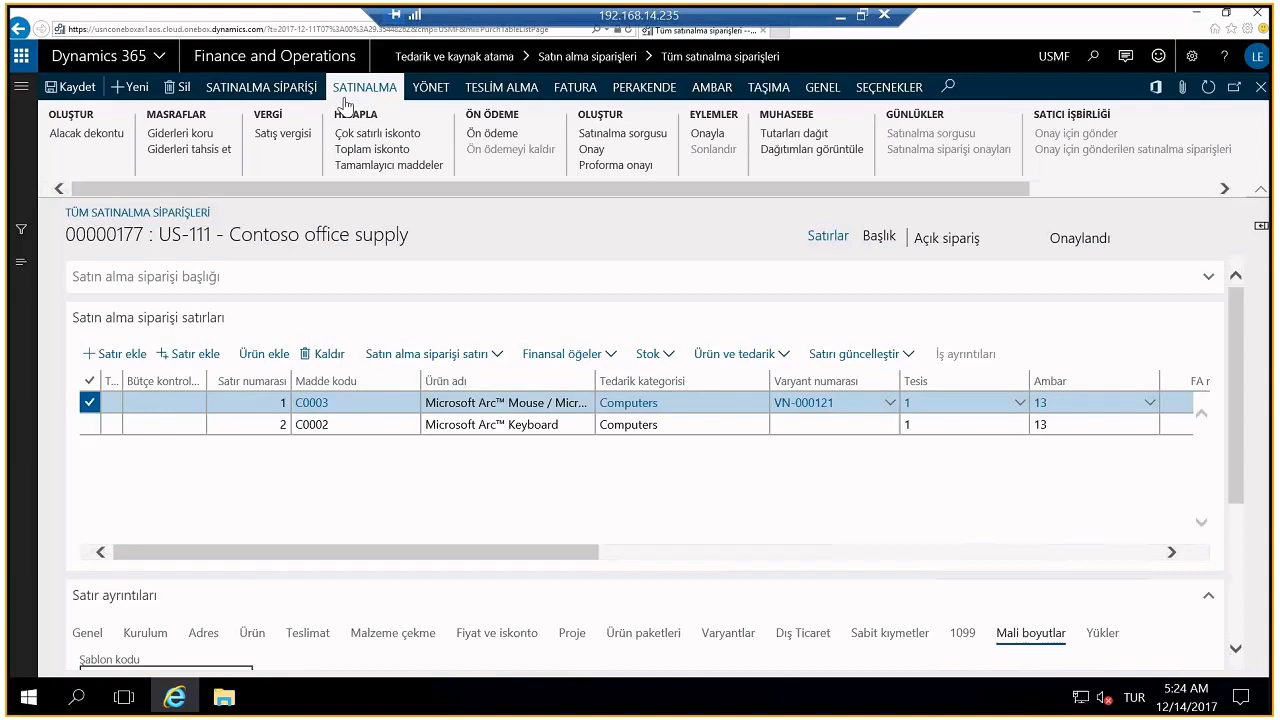 192.168.14.235
Tüm satınalma siparişleri --...
Dynamics 365
Finance and Operations
Tedarik ve kaynak atama > Satın alma siparişleri > Tüm satınalma siparişleri
USMF
?
LE
Kaydet
+ Yeni
Sil
SATINALMA SİPARİŞİ
SATINALMA
YÖNET
TESLİM ALMA
FATURA
PERAKENDE
AMBAR
TAŞIMA
GENEL
SEÇENEKLER
OLUŞTUR
Alacak dekontu
MASRAFLAR
Giderleri koru
Giderleri tahsis et
VERGİ
Satış vergisi
Çok satırlı iskonto
Toplam iskonto
Tamamlayıcı maddeler
ÖN ÖDEME
Ön ödeme
Ön ödemeyi kaldır
OLUŞTUR
Satınalma sorgusu
Onay
Proforma onayı
EYLEMLER
Onayla
Sonlandır
MUHASEBE
Tutarları dağıt
Dağıtımları görüntüle
GÜNLÜKLER
Satınalma sorgusu
Satınalma siparişi onayları
SATICI İŞBİRLİĞİ
Onay için gönder
Onay için gönderilen satınalma siparişleri
TÜM SATINALMA SİPARİŞLERİ
00000177 : US-111 - Contoso office supply
Satırlar
Başlık
Açık sipariş
Onaylandı
Satın alma siparişi başlığı
Satın alma siparişi satırları
+ Satır ekle
Satır ekle
Ürün ekle
Kaldır
Satın alma siparişi satırı
Finansal öğeler
Stok
Ürün ve tedarik
Satırı güncelleştir
İş ayrıntıları
T... Bütçe kontrol... Satır numarası Madde kodu Ürün adı Tedarik kategorisi Varyant numarası Tesis Ambar FA r
1 C0003 Microsoft Arc™ Mouse / Micr... Computers VN-000121 1 13
2 C0002 Microsoft Arc™ Keyboard Computers 1 13
Satır ayrıntıları
Genel
Kurulum
Adres
Ürün
Teslimat
Malzeme çekme
Fiyat ve iskonto
Proje
Ürün paketleri
Varyantlar
Dış Ticaret
Sabit kıymetler
1099
Mali boyutlar
Yükler
Şablon kodu
TUR
5:24 AM
12/14/2017